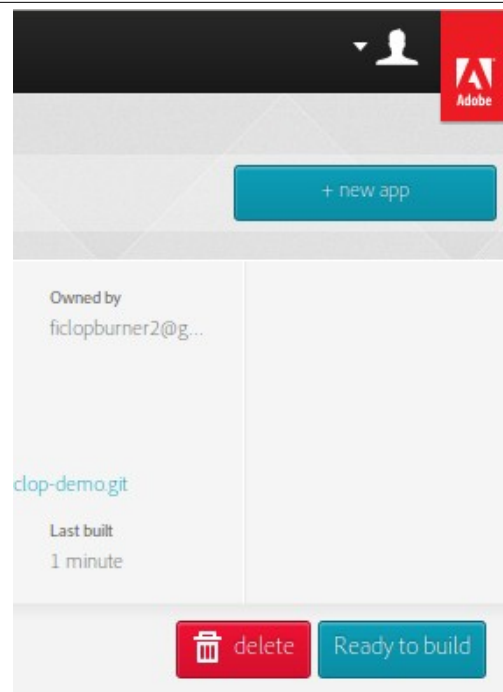 Adobe
+ new app
Owned by
ficlopburner2@g...
clop-demo.git
Last built
1 minute
delete
Ready to build